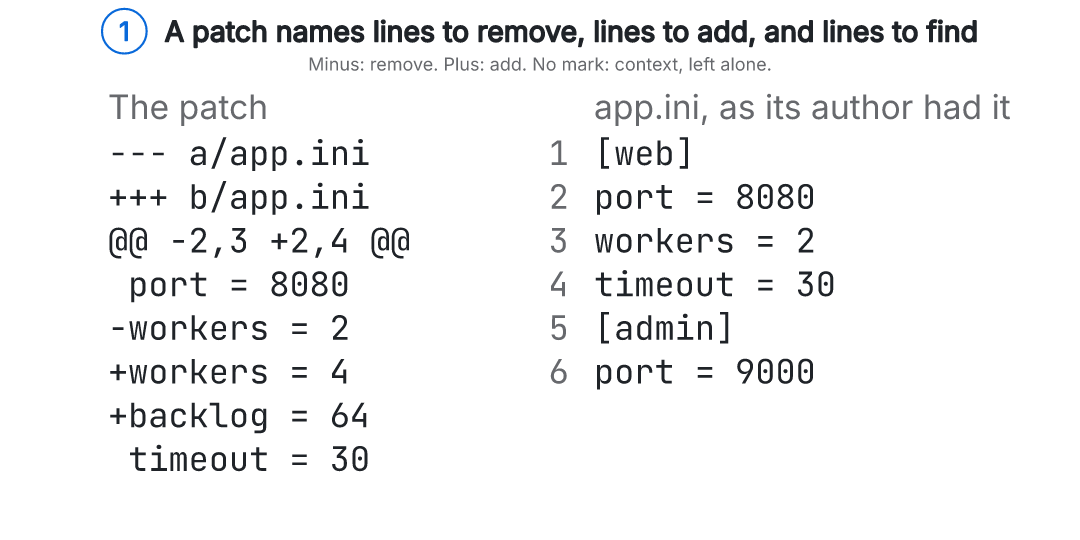 1 A patch names lines to remove, lines to add, and lines to find
Minus: remove. Plus: add. No mark: context, left alone.
The patch
--- a/app.ini
+++ b/app.ini
@@ -2,3 +2,4 @@
 port = 8080
-workers = 2
+workers = 4
+backlog = 64
 timeout = 30
app.ini, as its author had it
1 [web]
2 port = 8080
3 workers = 2
4 timeout = 30
5 [admin]
6 port = 9000